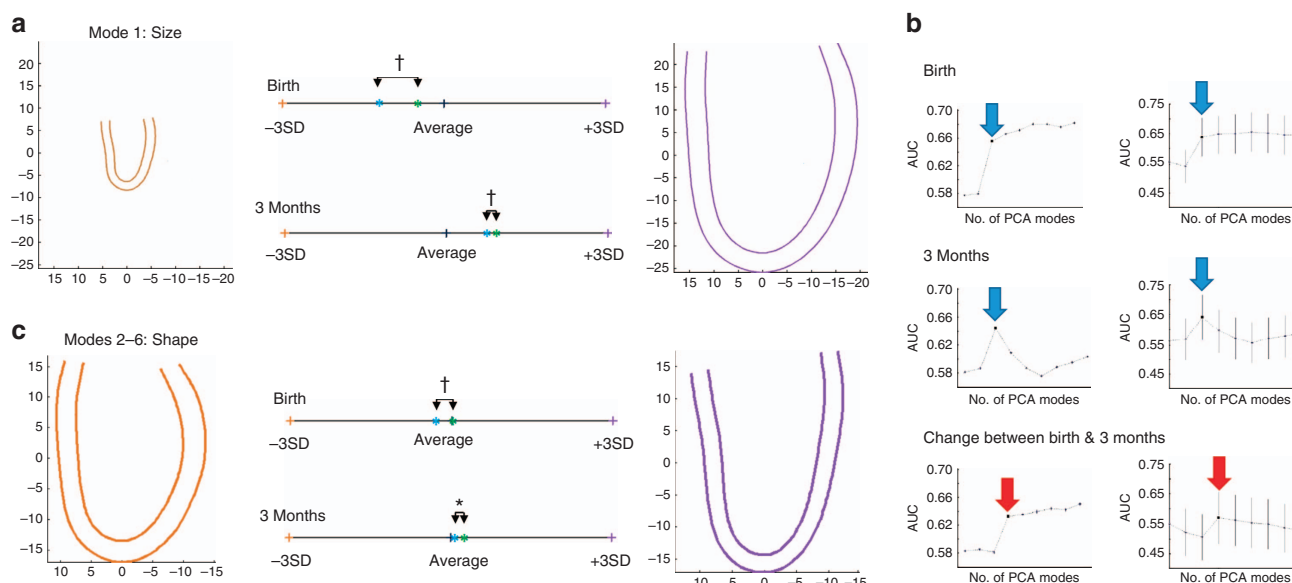 a
Mode 1: Size
20
15
10
5
0
−5
−10
−15
−20
−25
15 10 5 0 −5 −10 −15 −20
†
Birth
−3SD Average +3SD
†
3 Months
−3SD Average +3SD
20
15
10
5
0
−5
−10
−15
−20
−25
15 10 5 0 −5 −10 −15 −20
b
Birth
0.70
0.66
0.62
0.58
AUC
No. of PCA modes
0.75
0.65
0.55
0.45
AUC
No. of PCA modes
3 Months
0.70
0.66
0.62
0.58
AUC
No. of PCA modes
0.75
0.65
0.55
0.45
AUC
No. of PCA modes
Change between birth & 3 months
0.70
0.66
0.62
0.58
AUC
No. of PCA modes
0.75
0.65
0.55
0.45
AUC
No. of PCA modes
c
Modes 2–6: Shape
15
10
5
0
−5
−10
−15
10 5 0 −5 −10 −15
†
Birth
−3SD Average +3SD
*
3 Months
−3SD Average +3SD
15
10
5
0
−5
−10
−15
10 5 0 −5 −10 −15